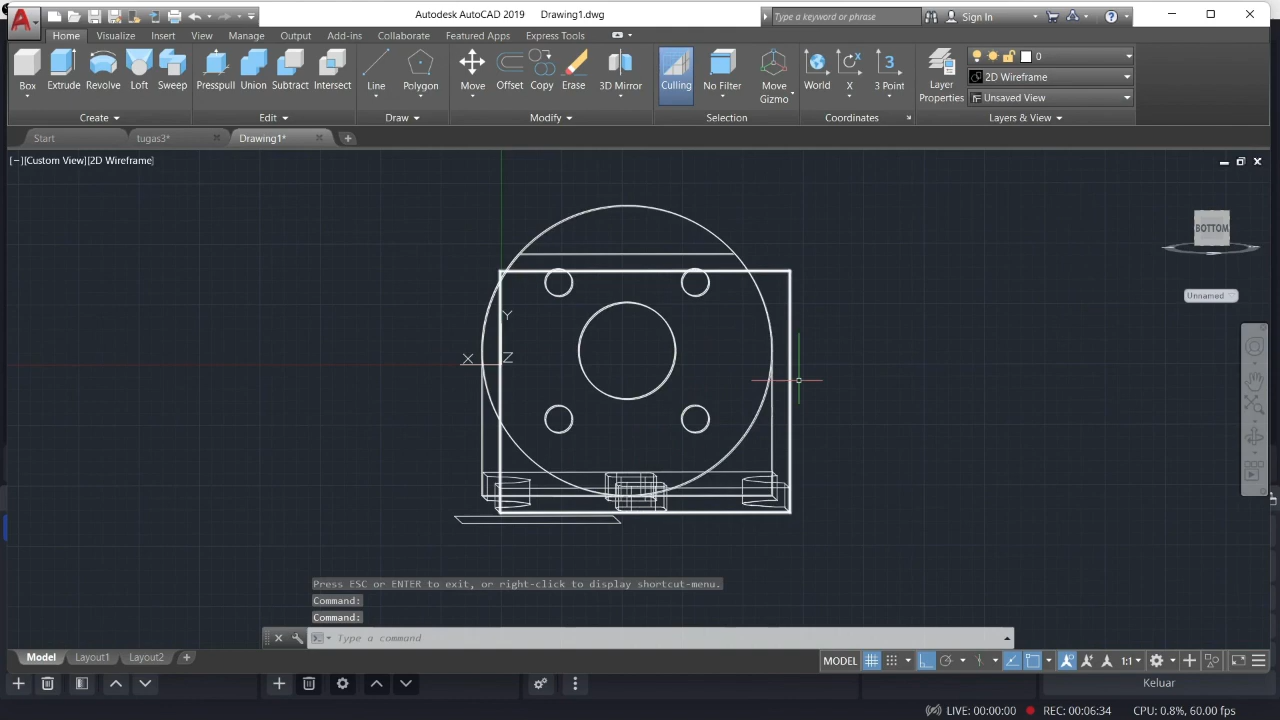 Autodesk AutoCAD 2019 Drawing1.dwg
Type a keyword or phrase
Sign In
Home Visualize Insert View Manage Output Add-ins Collaborate Featured Apps Express Tools
Box Extrude Revolve Loft Sweep Presspull Union Subtract Intersect Line Polygon Move Offset Copy Erase 3D Mirror Culling No Filter Move Gizmo World X 3 Point Layer Properties
0
2D Wireframe
Unsaved View
Create Edit Draw Modify Selection Coordinates Layers & View
Start tugas3* Drawing1*
[−][Custom View][2D Wireframe]
BOTTOM
Unnamed
Y
X Z
Press ESC or ENTER to exit, or right-click to display shortcut-menu.
Command:
Command:
Type a command
Model Layout1 Layout2
MODEL 1:1
Keluar
LIVE: 00:00:00 REC: 00:06:34 CPU: 0.8%, 60.00 fps